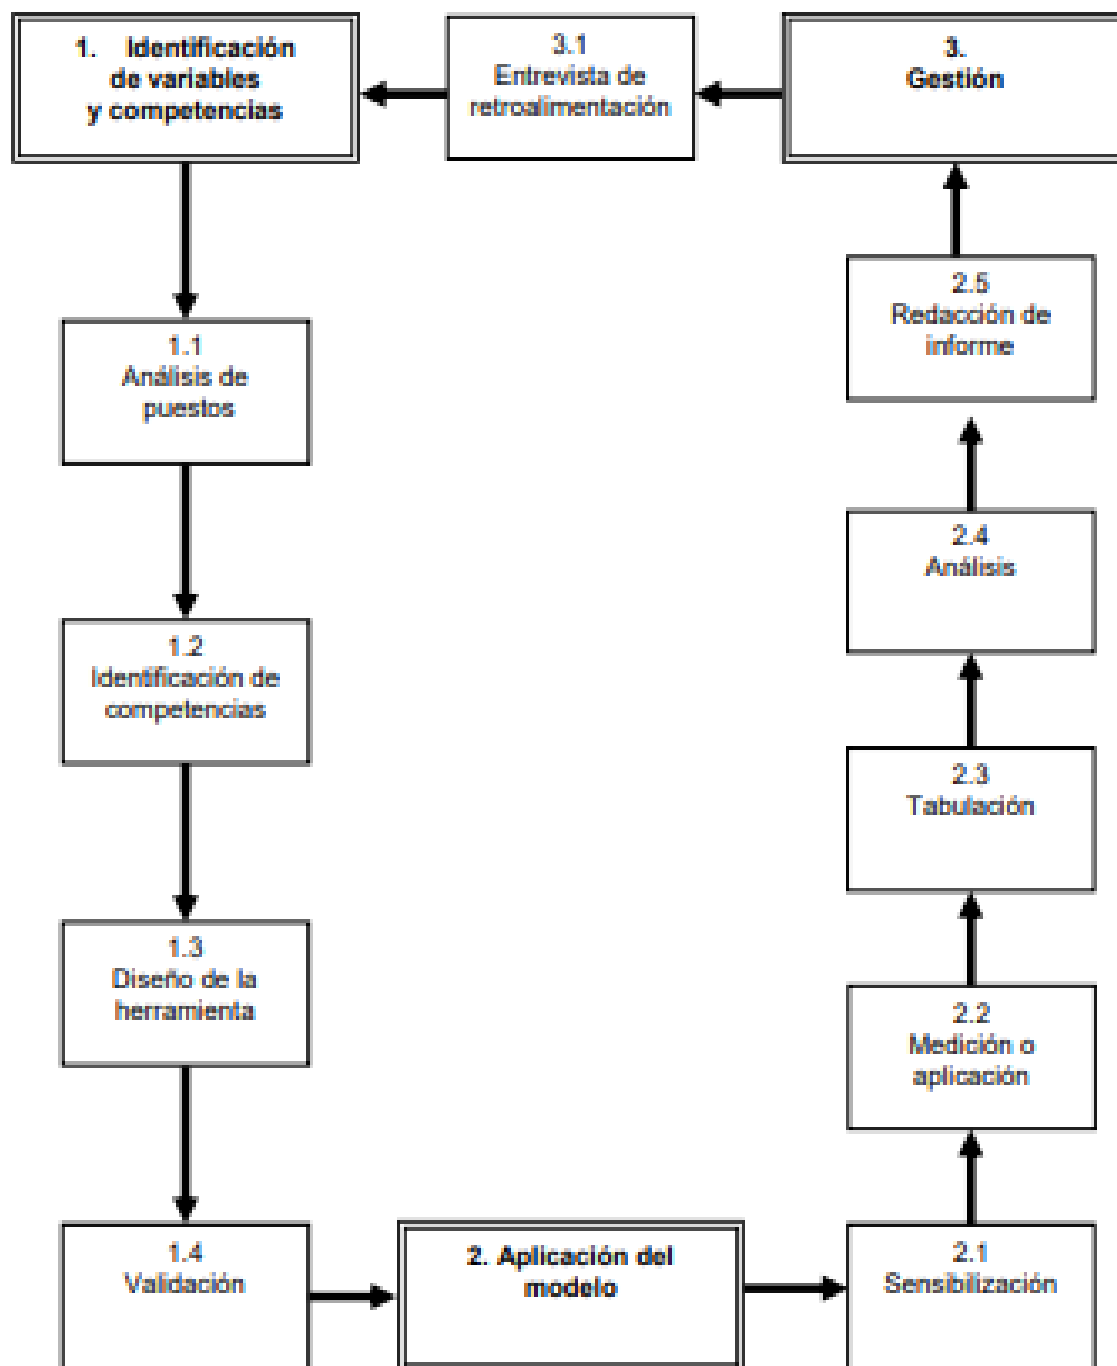 1. Identificación
de variables
y competencias
3.1
Entrevista de
retroalimentación
3.
Gestión
1.1
Análisis de
puestos
1.2
Identificación de
competencias
1.3
Diseño de la
herramienta
1.4
Validación
2. Aplicación del
modelo
2.1
Sensibilización
2.2
Medición o
aplicación
2.3
Tabulación
2.4
Análisis
2.5
Redacción de
informe